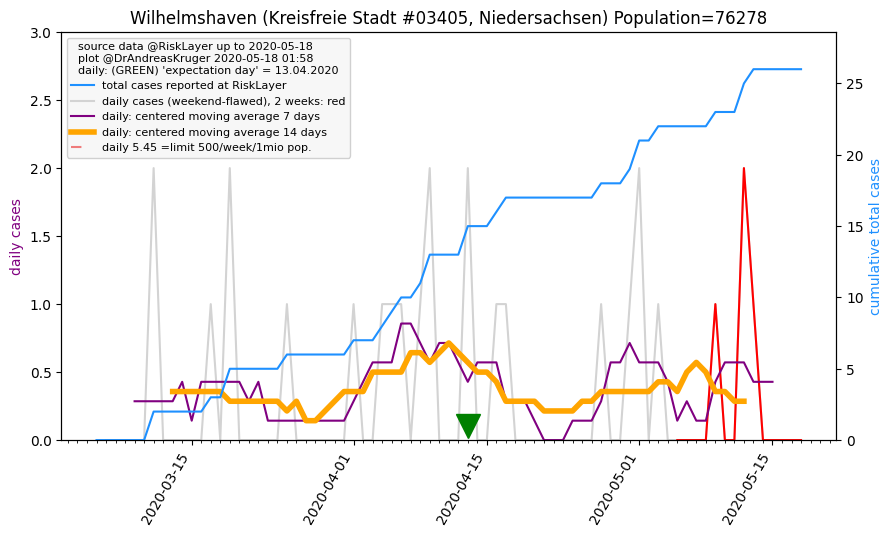 Wilhelmshaven (Kreisfreie Stadt #03405, Niedersachsen) Population=76278
source data @RiskLayer up to 2020-05-18
plot @DrAndreasKruger 2020-05-18 01:58
daily: (GREEN) 'expectation day' = 13.04.2020
total cases reported at RiskLayer
daily cases (weekend-flawed), 2 weeks: red
daily: centered moving average 7 days
daily: centered moving average 14 days
daily 5.45 =limit 500/week/1mio pop.
daily cases
3.0
2.5
2.0
1.5
1.0
0.5
0.0
25
20
15
10
5
0
cumulative total cases
2020-03-15
2020-04-01
2020-04-15
2020-05-01
2020-05-15